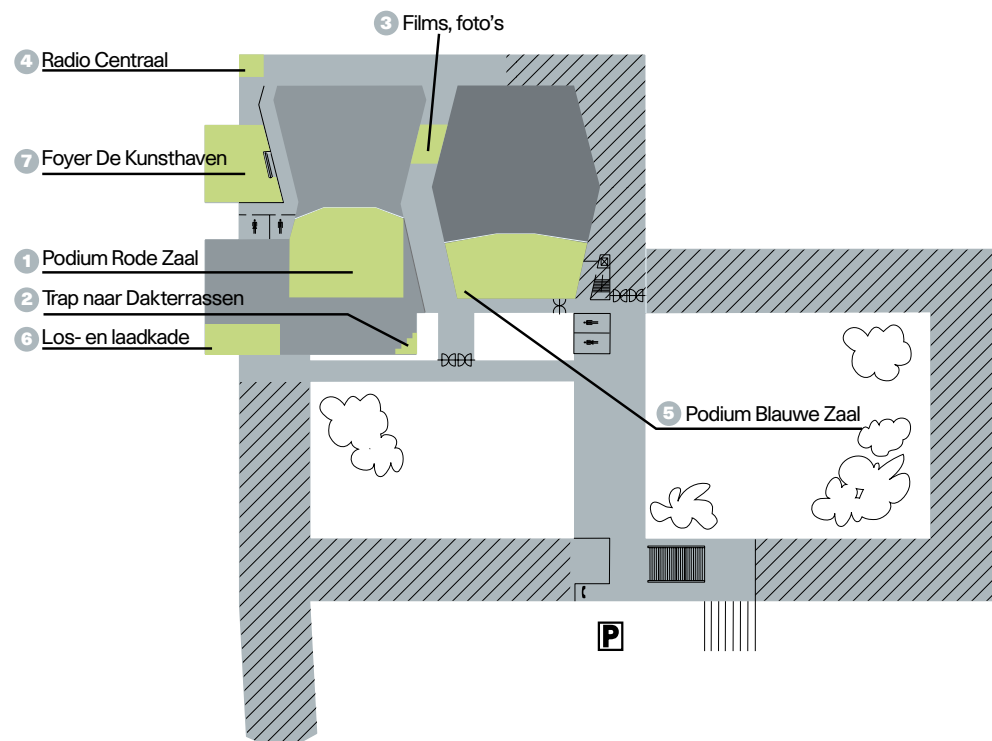 3 Films, foto's
4 Radio Centraal
7 Foyer De Kunsthaven
1 Podium Rode Zaal
2 Trap naar Dakterrassen
6 Los- en laadkade
5 Podium Blauwe Zaal
P